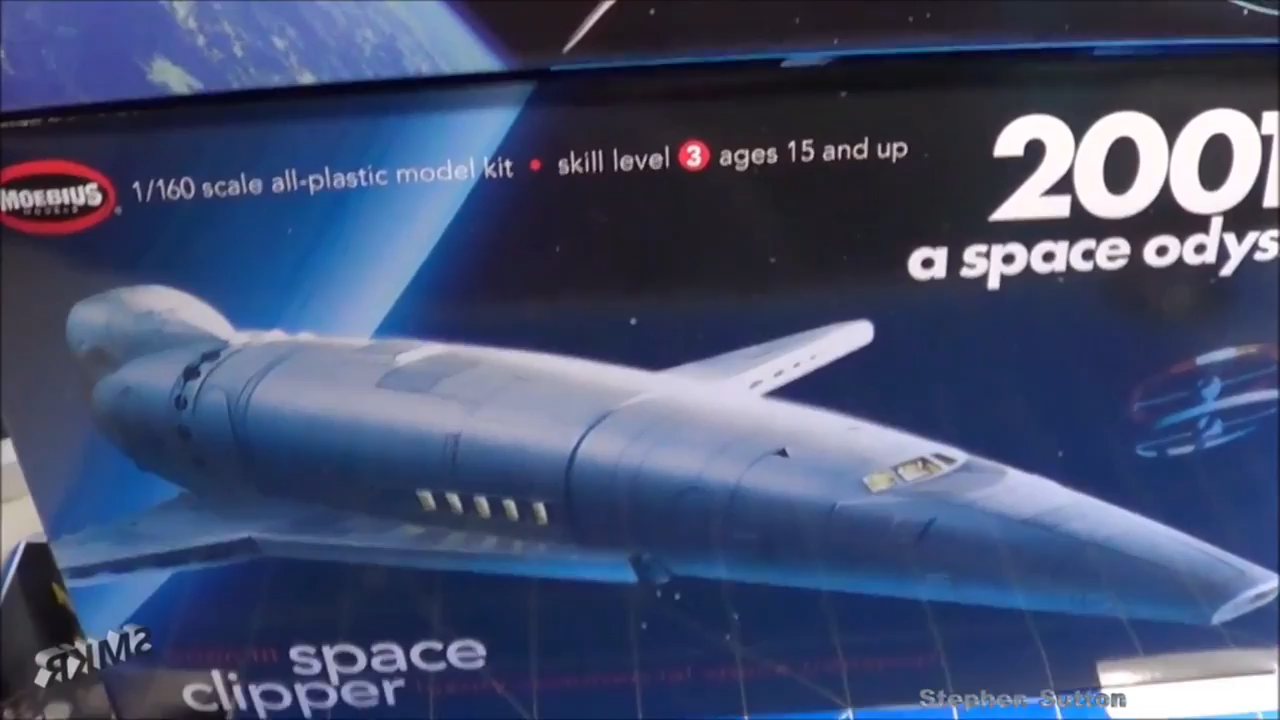 MOEBIUS
MODELS
1/160 scale all-plastic model kit • skill level 3 ages 15 and up
2001
a space odys
space
clipper
Stephen Sutton